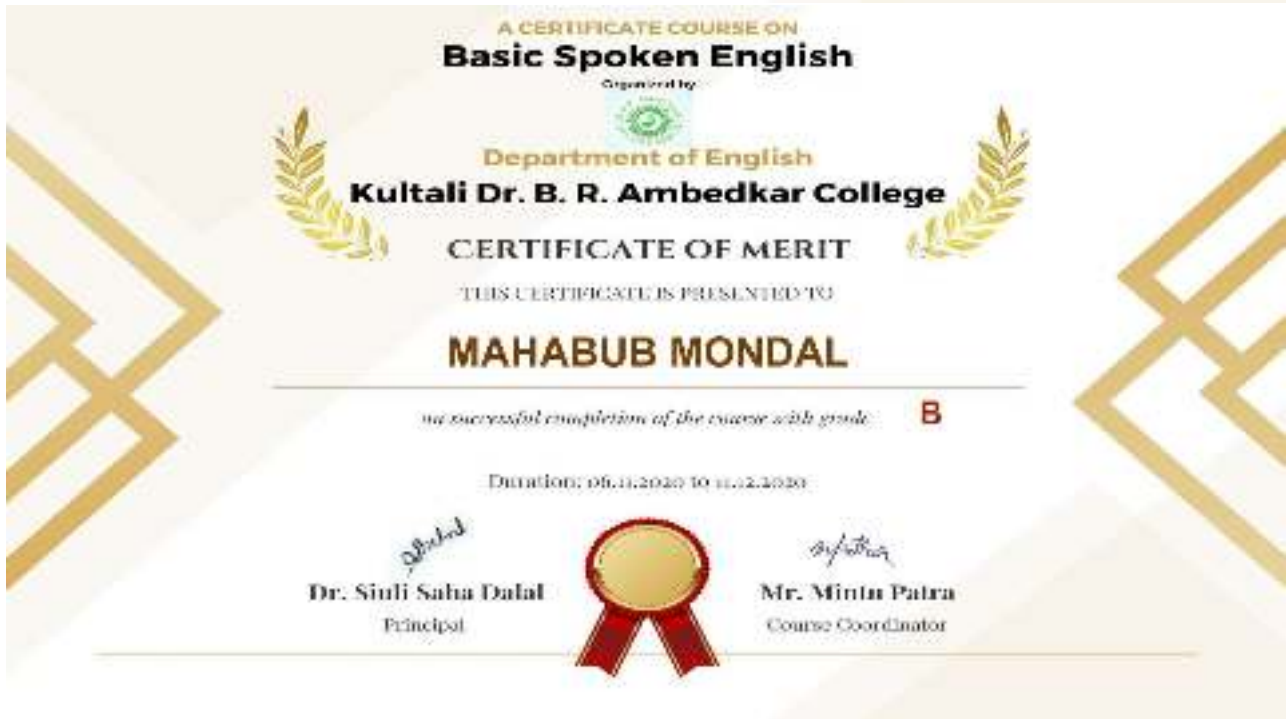 A CERTIFICATE COURSE ON
Basic Spoken English
Organized by
Department of English
Kultali Dr. B. R. Ambedkar College
CERTIFICATE OF MERIT
THIS CERTIFICATE IS PRESENTED TO
MAHABUB MONDAL
on successful completion of the course with grade B
Duration: 06.11.2020 to 11.12.2020
Dr. Siuli Saha Dalal Mr. Mintu Patra
Principal Course Coordinator